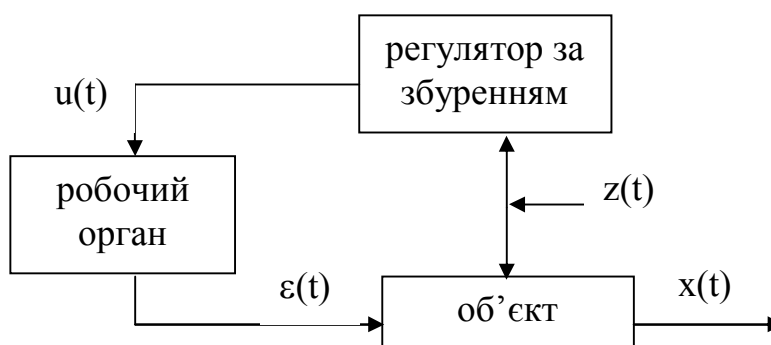 регулятор за
збуренням
u(t)
робочий
орган
z(t)
ε(t)
об’єкт
x(t)